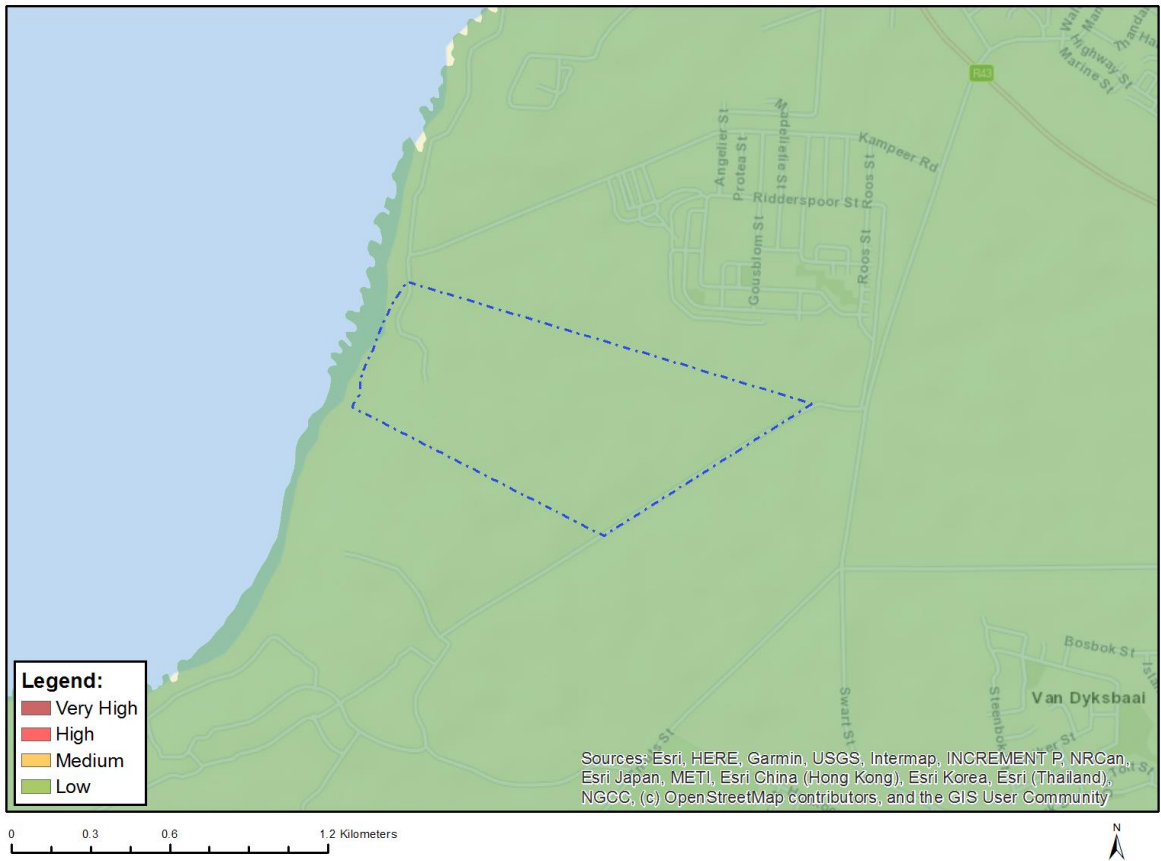 R43
Highway St
Marine St
Madeliefie St
Angelier St
Protea St
Kampeer Rd
Roos St
Ridderspoor St
Gousblom St
Roos St
Bosbok St
Van Dyksbaai
Swart St
Legend:
Very High
High
Medium
Low
Sources: Esri, HERE, Garmin, USGS, Intermap, INCREMENT P, NRCan,
Esri Japan, METI, Esri China (Hong Kong), Esri Korea, Esri (Thailand),
NGCC, (c) OpenStreetMap contributors, and the GIS User Community
0 0.3 0.6 1.2 Kilometers
N